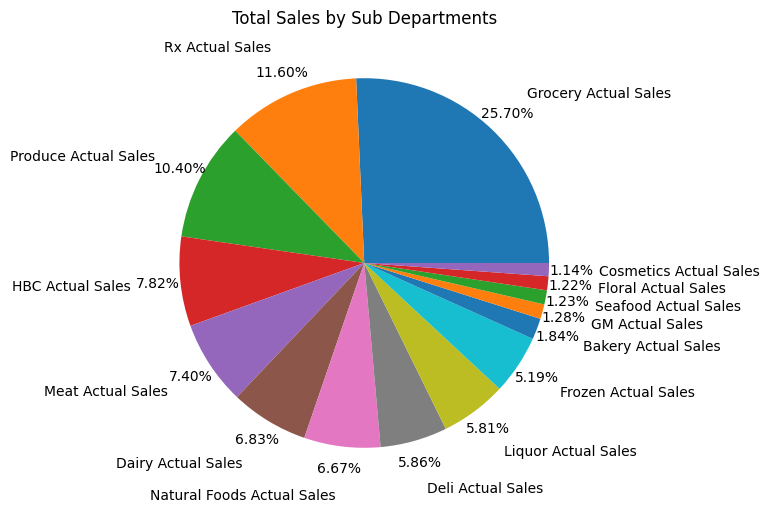 Total Sales by Sub Departments
Rx Actual Sales
11.60%
Grocery Actual Sales
25.70%
Produce Actual Sales
10.40%
HBC Actual Sales
7.82%
Meat Actual Sales
7.40%
Dairy Actual Sales
6.83%
Natural Foods Actual Sales
6.67%
Deli Actual Sales
5.86%
Liquor Actual Sales
5.81%
Frozen Actual Sales
5.19%
Bakery Actual Sales
1.84%
GM Actual Sales
1.28%
Seafood Actual Sales
1.23%
Floral Actual Sales
1.22%
Cosmetics Actual Sales
1.14%